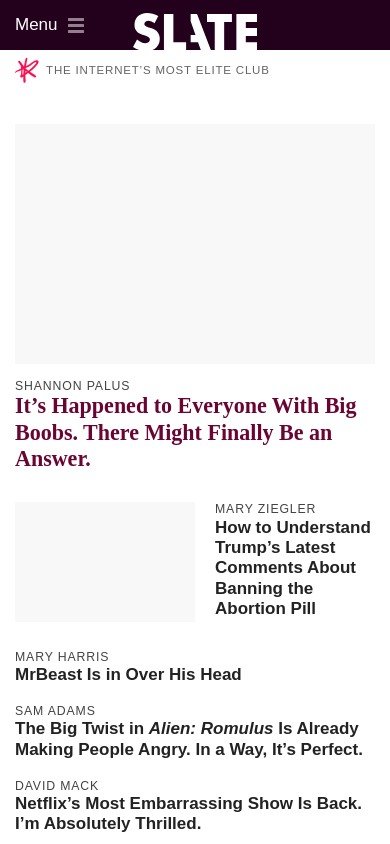 Menu
SLATE
THE INTERNET’S MOST ELITE CLUB
SHANNON PALUS
It’s Happened to Everyone With Big
Boobs. There Might Finally Be an
Answer.
MARY ZIEGLER
How to Understand
Trump’s Latest
Comments About
Banning the
Abortion Pill
MARY HARRIS
MrBeast Is in Over His Head
SAM ADAMS
The Big Twist in Alien: Romulus Is Already
Making People Angry. In a Way, It’s Perfect.
DAVID MACK
Netflix’s Most Embarrassing Show Is Back.
I’m Absolutely Thrilled.